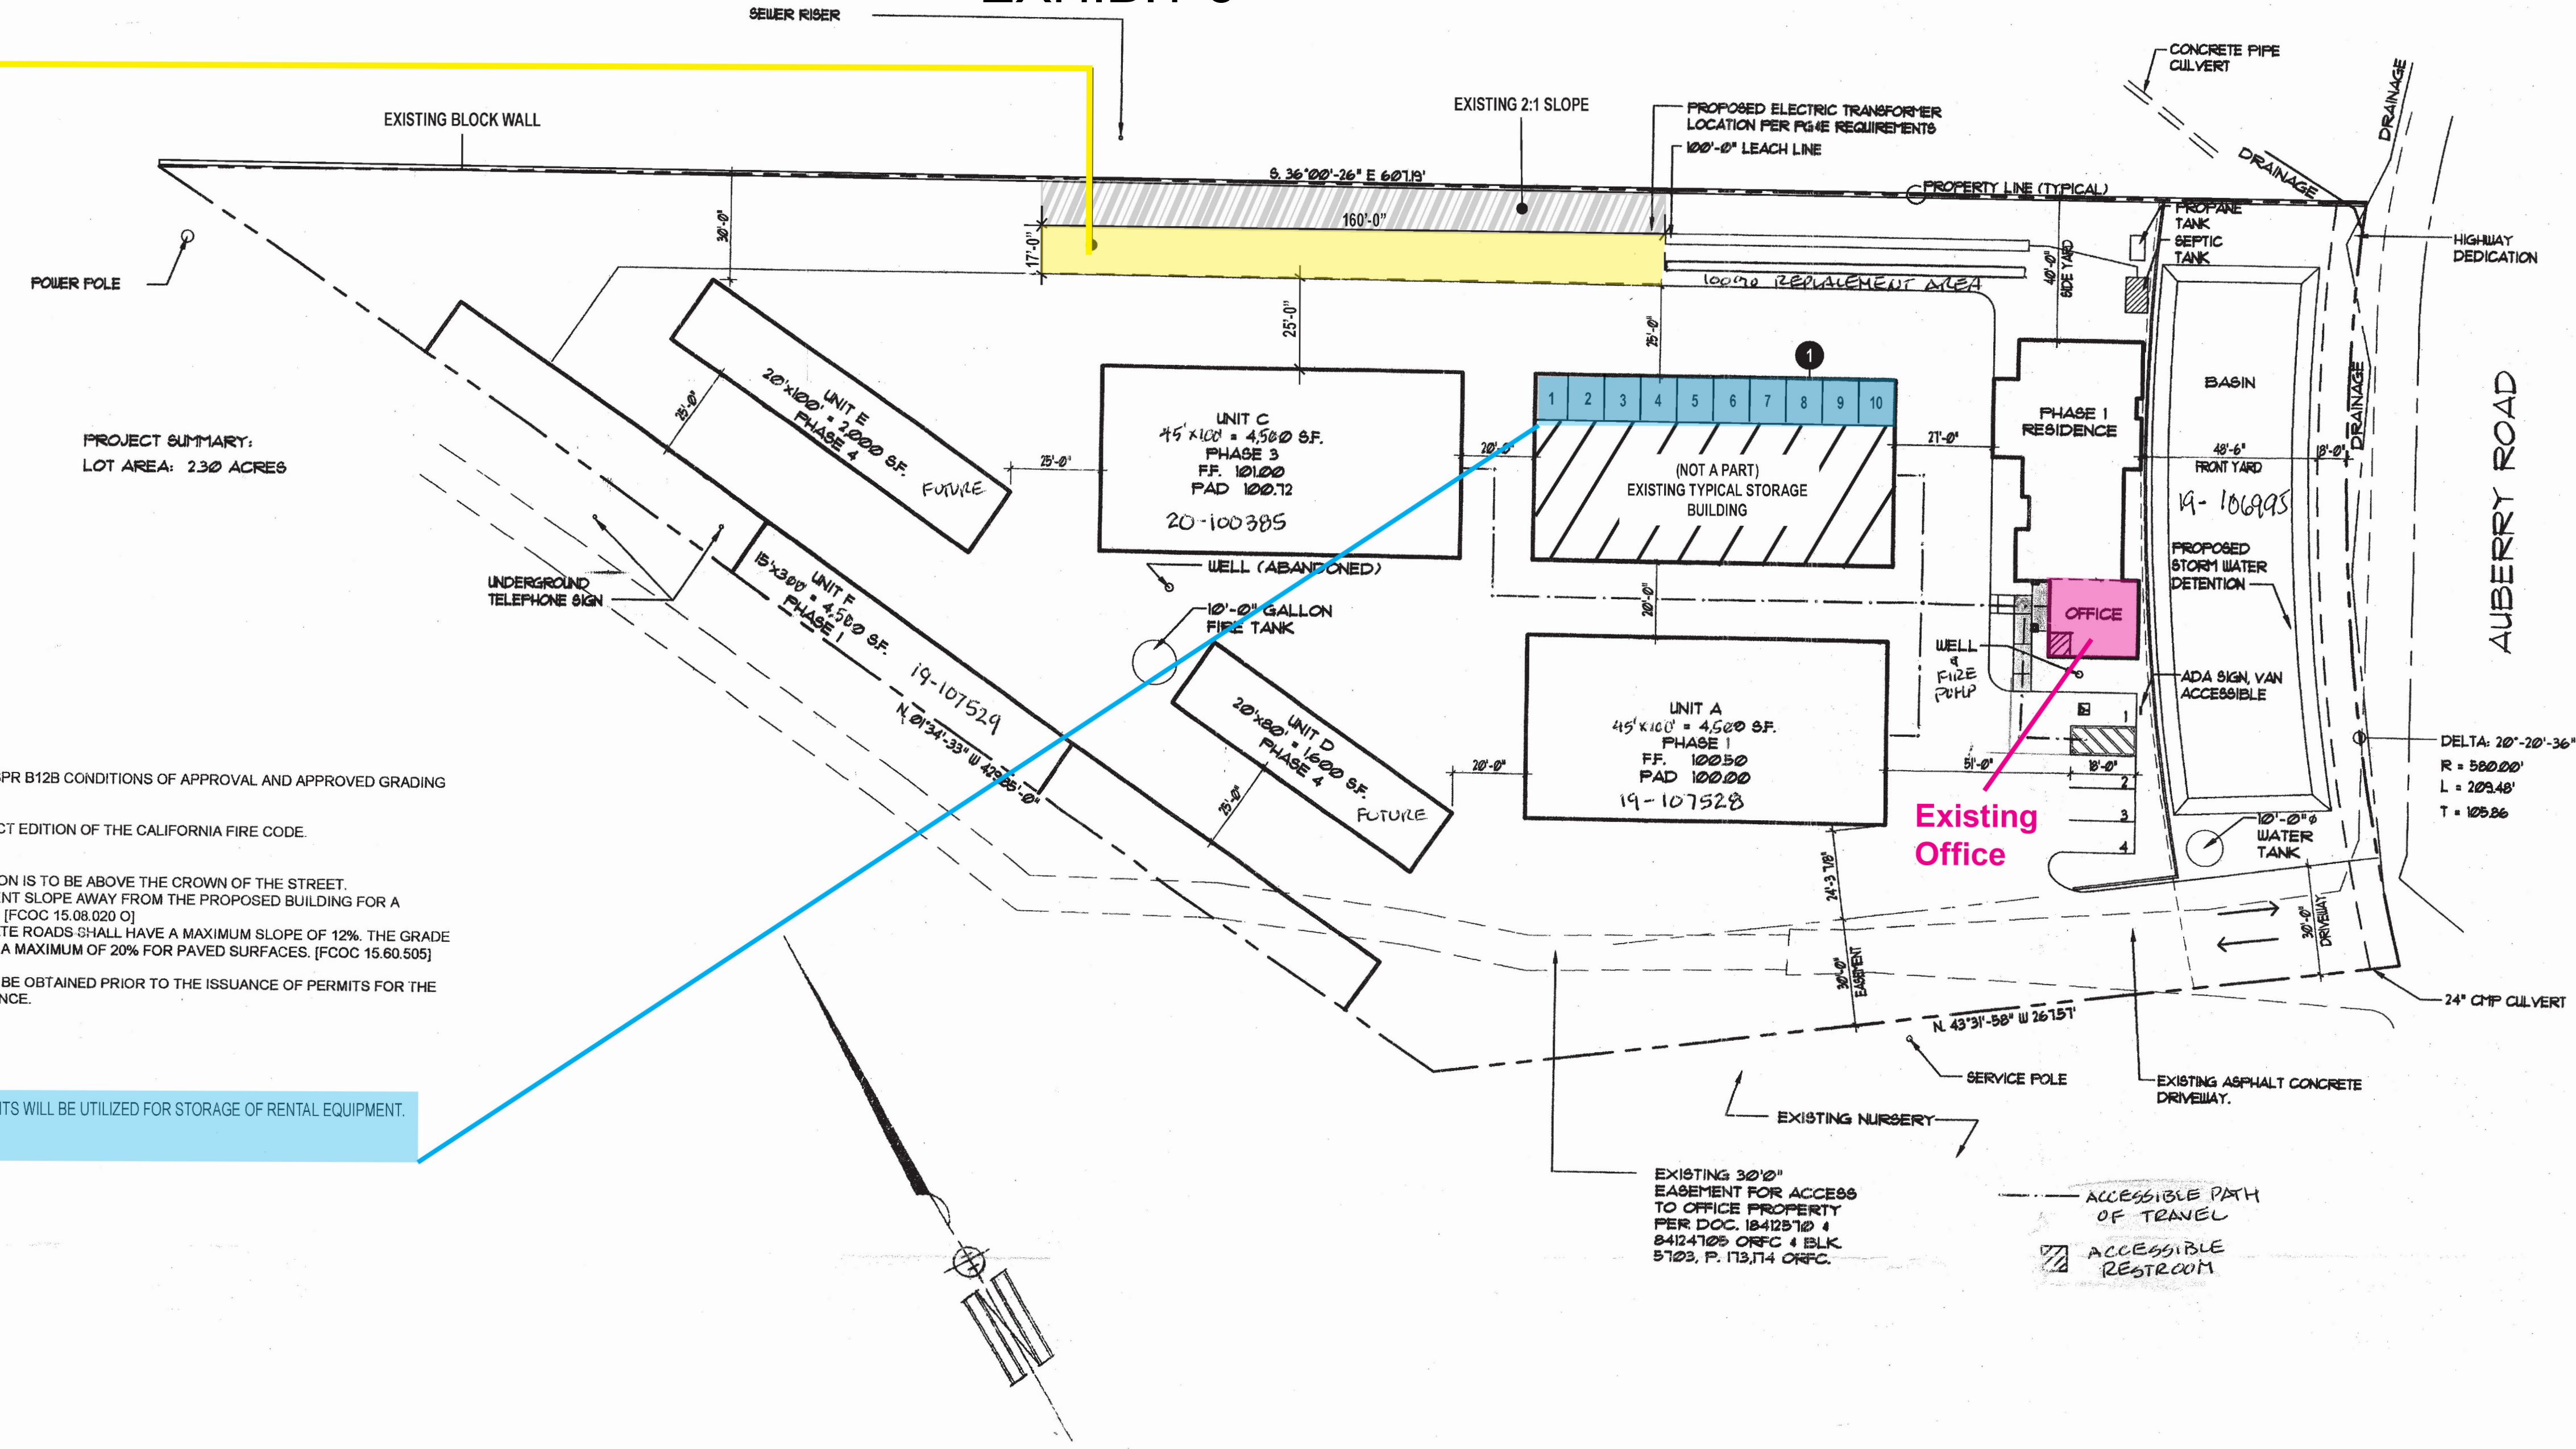 SEWER RISER
CONCRETE PIPE
CULVERT
DRAINAGE
EXISTING BLOCK WALL
EXISTING 2:1 SLOPE
PROPOSED ELECTRIC TRANSFORMER
LOCATION PER PG&E REQUIREMENTS
100'-0" LEACH LINE
DRAINAGE
S. 36°00'-26" E 607.19'
PROPERTY LINE (TYPICAL)
PROPANE
TANK
SEPTIC
TANK
HIGHWAY
DEDICATION
30'-0"
160'-0"
17'-0"
40'-0"
SIDE YARD
POWER POLE
100% REPLACEMENT AREA
25'-0"
25'-0"
1
1 2 3 4 5 6 7 8 9 10
UNIT E
20'x100' = 2,000 S.F.
PHASE 4
FUTURE
25'-0"
25'-0"
UNIT C
45'x100' = 4,500 S.F.
PHASE 3
FF. 101.00
PAD 100.72
20-100385
20'-0"
(NOT A PART)
EXISTING TYPICAL STORAGE
BUILDING
21'-0"
PHASE 1
RESIDENCE
BASIN
DRAINAGE
48'-6"
FRONT YARD
18'-0"
19-106995
AUBERRY ROAD
PROJECT SUMMARY:
LOT AREA: 2.30 ACRES
PROPOSED
STORM WATER
DETENTION
UNDERGROUND
TELEPHONE SIGN
UNIT F
15'x300' = 4,500 S.F.
PHASE 1
19-107529
N. 01°34'-33" W 429.85'-0"
WELL (ABANDONED)
10'-0" GALLON
FIRE TANK
20'-0"
OFFICE
WELL
&
FIRE
PUMP
ADA SIGN, VAN
ACCESSIBLE
UNIT D
20'x80' = 1,600 S.F.
PHASE 4
FUTURE
25'-0"
20'-0"
UNIT A
45'x100' = 4,500 S.F.
PHASE 1
FF. 100.50
PAD 100.00
19-107528
51'-0"
18'-0"
1
2
3
4
DELTA: 20°-20'-36"
R = 580.00'
L = 209.48'
T = 105.86
Existing
Office
10'-0"ø
WATER
TANK
SPR B12B CONDITIONS OF APPROVAL AND APPROVED GRADING
CT EDITION OF THE CALIFORNIA FIRE CODE.
ON IS TO BE ABOVE THE CROWN OF THE STREET.
ENT SLOPE AWAY FROM THE PROPOSED BUILDING FOR A
[FCOC 15.08.020 O]
TE ROADS SHALL HAVE A MAXIMUM SLOPE OF 12%. THE GRADE
A MAXIMUM OF 20% FOR PAVED SURFACES. [FCOC 15.60.505]
BE OBTAINED PRIOR TO THE ISSUANCE OF PERMITS FOR THE
NCE.
24'-3 7/8"
30'-0"
EASEMENT
30'-0"
DRIVEWAY
24" CMP CULVERT
N. 43°31'-58" W 267.57'
SERVICE POLE
EXISTING ASPHALT CONCRETE
DRIVEWAY.
EXISTING NURSERY
ITS WILL BE UTILIZED FOR STORAGE OF RENTAL EQUIPMENT.
EXISTING 30'0"
EASEMENT FOR ACCESS
TO OFFICE PROPERTY
PER DOC. 18412570 &
84124705 ORFC & BLK
5703, P. 173,174 ORFC.
ACCESSIBLE PATH
OF TRAVEL
ACCESSIBLE
RESTROOM
N